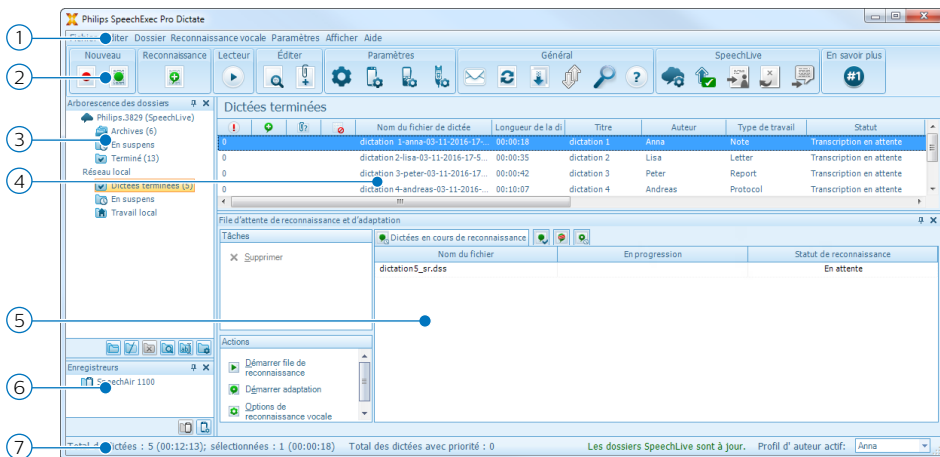 Philips SpeechExec Pro Dictate
1
Fichier Éditer Dossier Reconnaissance vocale Paramètres Afficher Aide
Nouveau Reconnaissance Lecteur Éditer Paramètres Général SpeechLive En savoir plus
2
? #1
Arborescence des dossiers
Dictées terminées
Philips.3829 (SpeechLive)
Archives (6)
3
En suspens
Terminé (13)
Réseau local
Dictées terminées (5)
En suspens
Travail local
Nom du fichier de dictée Longueur de la di Titre Auteur Type de travail Statut
0 dictation 1-anna-03-11-2016-17-... 00:00:18 dictation 1 Anna Note Transcription en attente
0 dictation 2-lisa-03-11-2016-17-5... 00:00:35 dictation 2 Lisa Letter Transcription en attente
0 dictation 3-peter-03-11-2016-17... 00:00:42 dictation 3 Peter Report Transcription en attente
4
0 dictation 4-andreas-03-11-2016-... 00:10:07 dictation 4 Andreas Protocol Transcription en attente
File d'attente de reconnaissance et d'adaptation
Tâches
Supprimer
Dictées en cours de reconnaissance
Nom du fichier En progression Statut de reconnaissance
dictation5_sr.dss En attente
5
Actions
Démarrer file de
reconnaissance
Démarrer adaptation
Options de
reconnaissance vocale
Enregistreurs
6
SpeechAir 1100
7
Total des dictées : 5 (00:12:13); sélectionnées : 1 (00:00:18) Total des dictées avec priorité : 0 Les dossiers SpeechLive sont à jour. Profil d' auteur actif: Anna